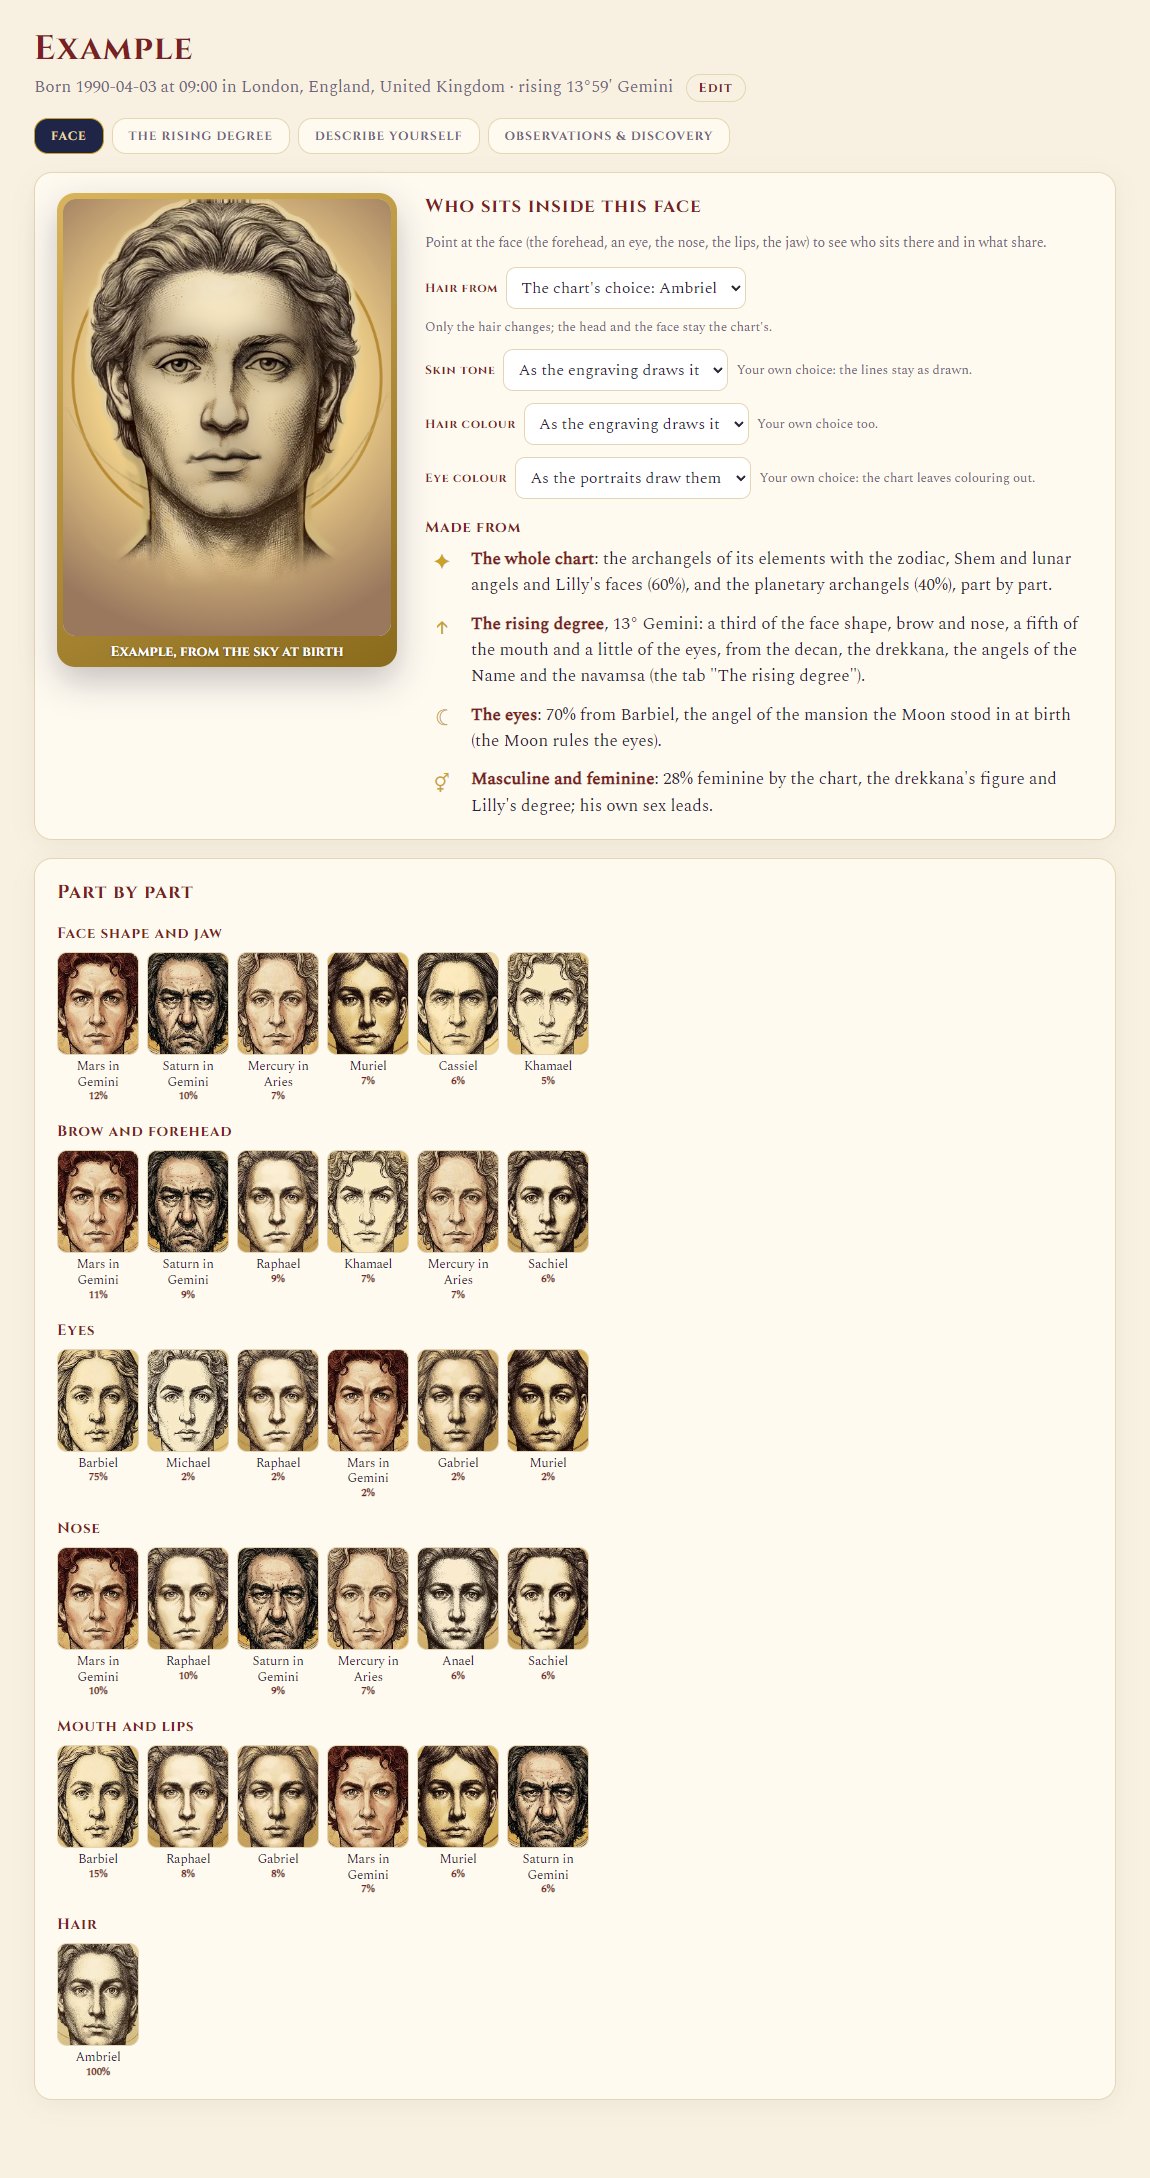 Example
Born 1990-04-03 at 09:00 in London, England, United Kingdom · rising 13°59' Gemini Edit
Face The Rising Degree Describe Yourself Observations & Discovery
Example, from the sky at birth
Who sits inside this face
Point at the face (the forehead, an eye, the nose, the lips, the jaw) to see who sits there and in what share.
Hair from The chart's choice: Ambriel
Only the hair changes; the head and the face stay the chart's.
Skin tone As the engraving draws it Your own choice: the lines stay as drawn.
Hair colour As the engraving draws it Your own choice too.
Eye colour As the portraits draw them Your own choice: the chart leaves colouring out.
Made from
The whole chart: the archangels of its elements with the zodiac, Shem and lunar
angels and Lilly's faces (60%), and the planetary archangels (40%), part by part.
The rising degree, 13° Gemini: a third of the face shape, brow and nose, a fifth of
the mouth and a little of the eyes, from the decan, the drekkana, the angels of the
Name and the navamsa (the tab "The rising degree").
The eyes: 70% from Barbiel, the angel of the mansion the Moon stood in at birth
(the Moon rules the eyes).
Masculine and feminine: 28% feminine by the chart, the drekkana's figure and
Lilly's degree; his own sex leads.
Part by part
Face shape and jaw
Mars in Gemini 12%
Saturn in Gemini 10%
Mercury in Aries 7%
Muriel 7%
Cassiel 6%
Khamael 5%
Brow and forehead
Mars in Gemini 11%
Saturn in Gemini 9%
Raphael 9%
Khamael 7%
Mercury in Aries 7%
Sachiel 6%
Eyes
Barbiel 75%
Michael 2%
Raphael 2%
Mars in Gemini 2%
Gabriel 2%
Muriel 2%
Nose
Mars in Gemini 10%
Raphael 10%
Saturn in Gemini 9%
Mercury in Aries 7%
Anael 6%
Sachiel 6%
Mouth and lips
Barbiel 15%
Raphael 8%
Gabriel 8%
Mars in Gemini 7%
Muriel 6%
Saturn in Gemini 6%
Hair
Ambriel 100%